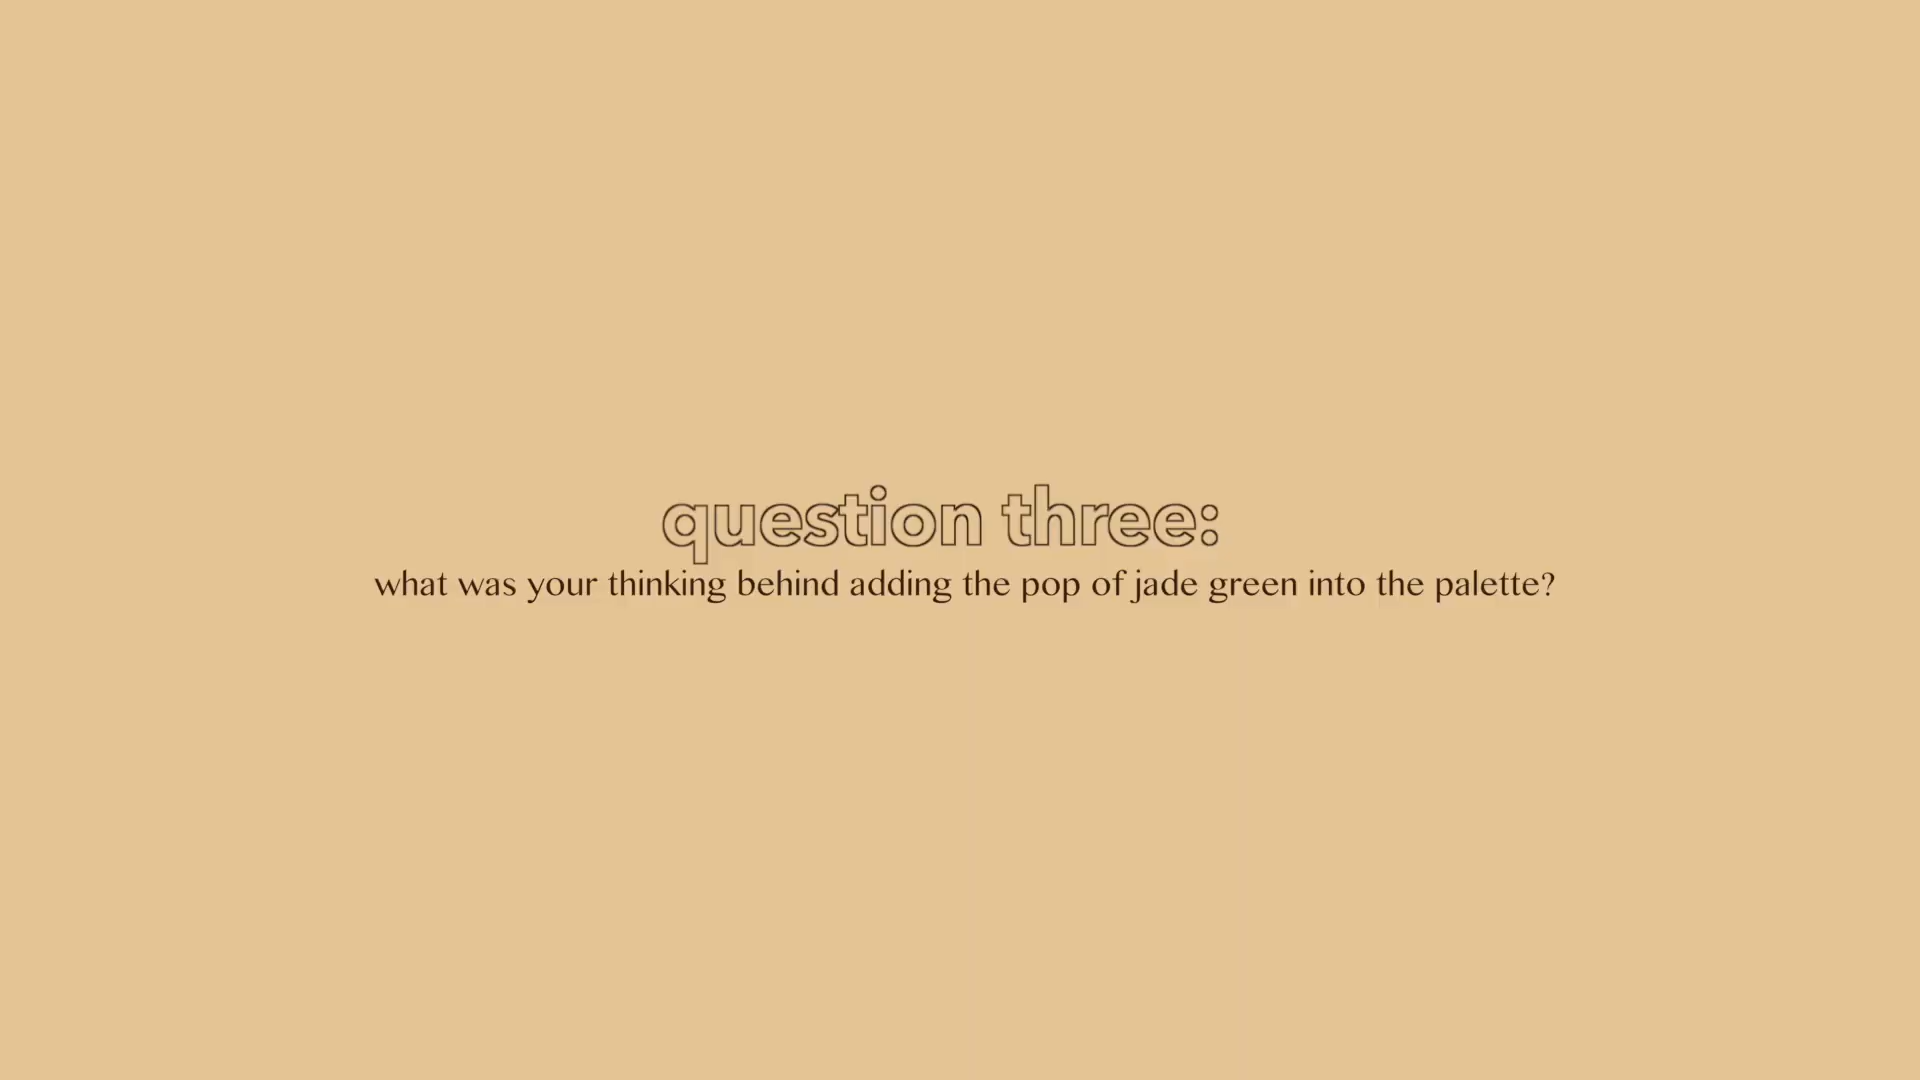 question three:
what was your thinking behind adding the pop of jade green into the palette?